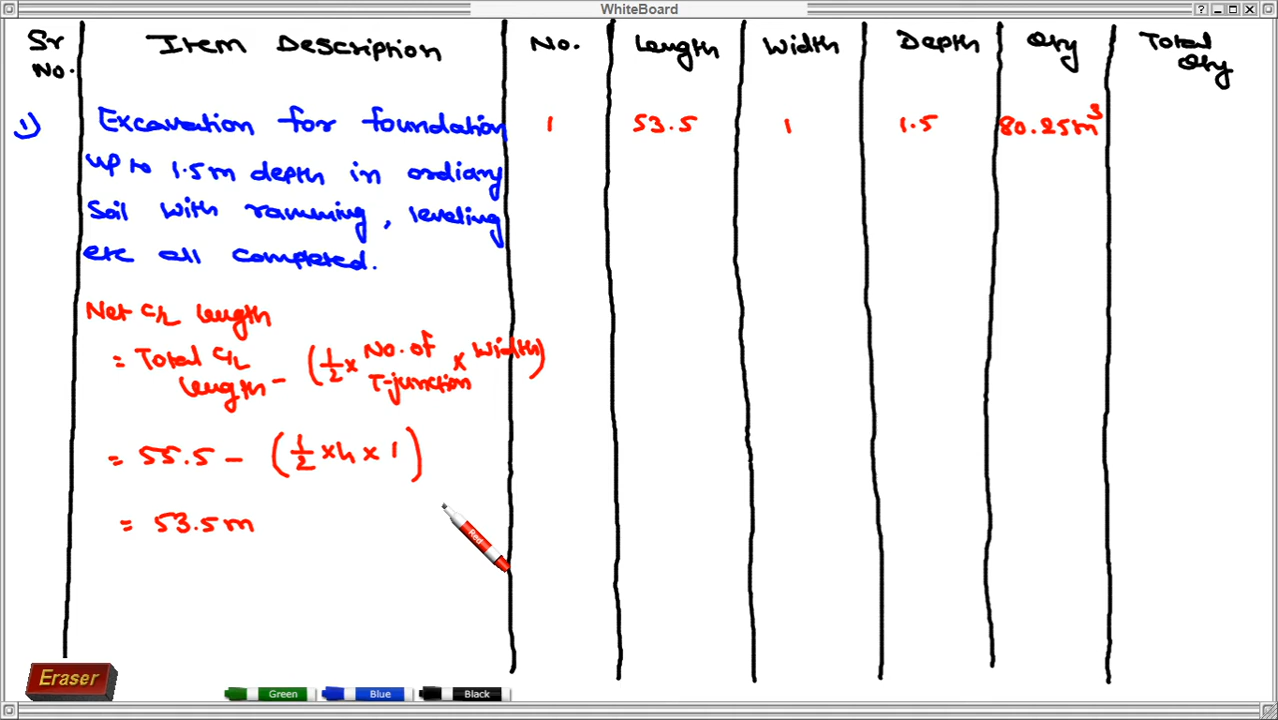 WhiteBoard
Sr No. Item Description No. Length Width Depth Qty Total Qty
1) Excavation for foundation 1 53.5 1 1.5 80.25m³
up to 1.5m depth in ordiany
Soil with ramming, leveling
etc all completed.
Net C/L length
= Total C/L length - (1/2 × No. of T-junction × Width)
= 55.5 - (1/2 × 4 × 1)
= 53.5m
Red
Eraser
Green Blue Black